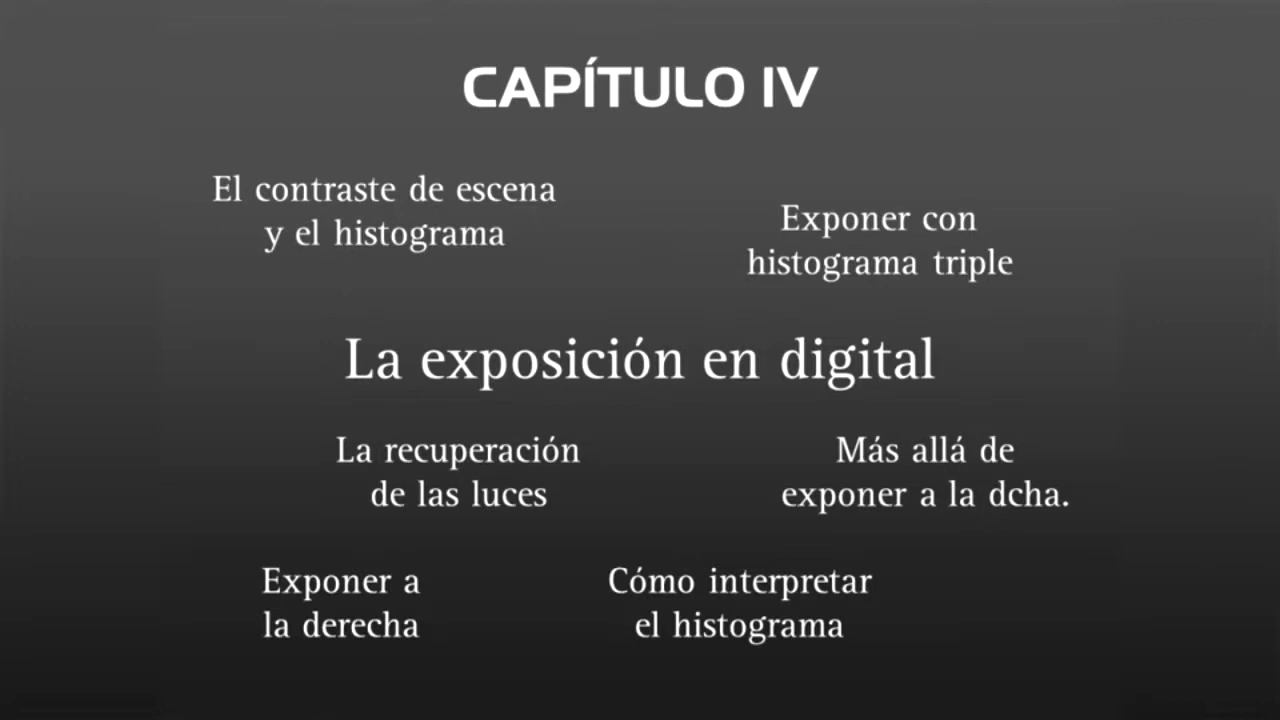 CAPÍTULO IV
El contraste de escena
y el histograma
Exponer con
histograma triple
La exposición en digital
La recuperación
de las luces
Más allá de
exponer a la dcha.
Exponer a
la derecha
Cómo interpretar
el histograma